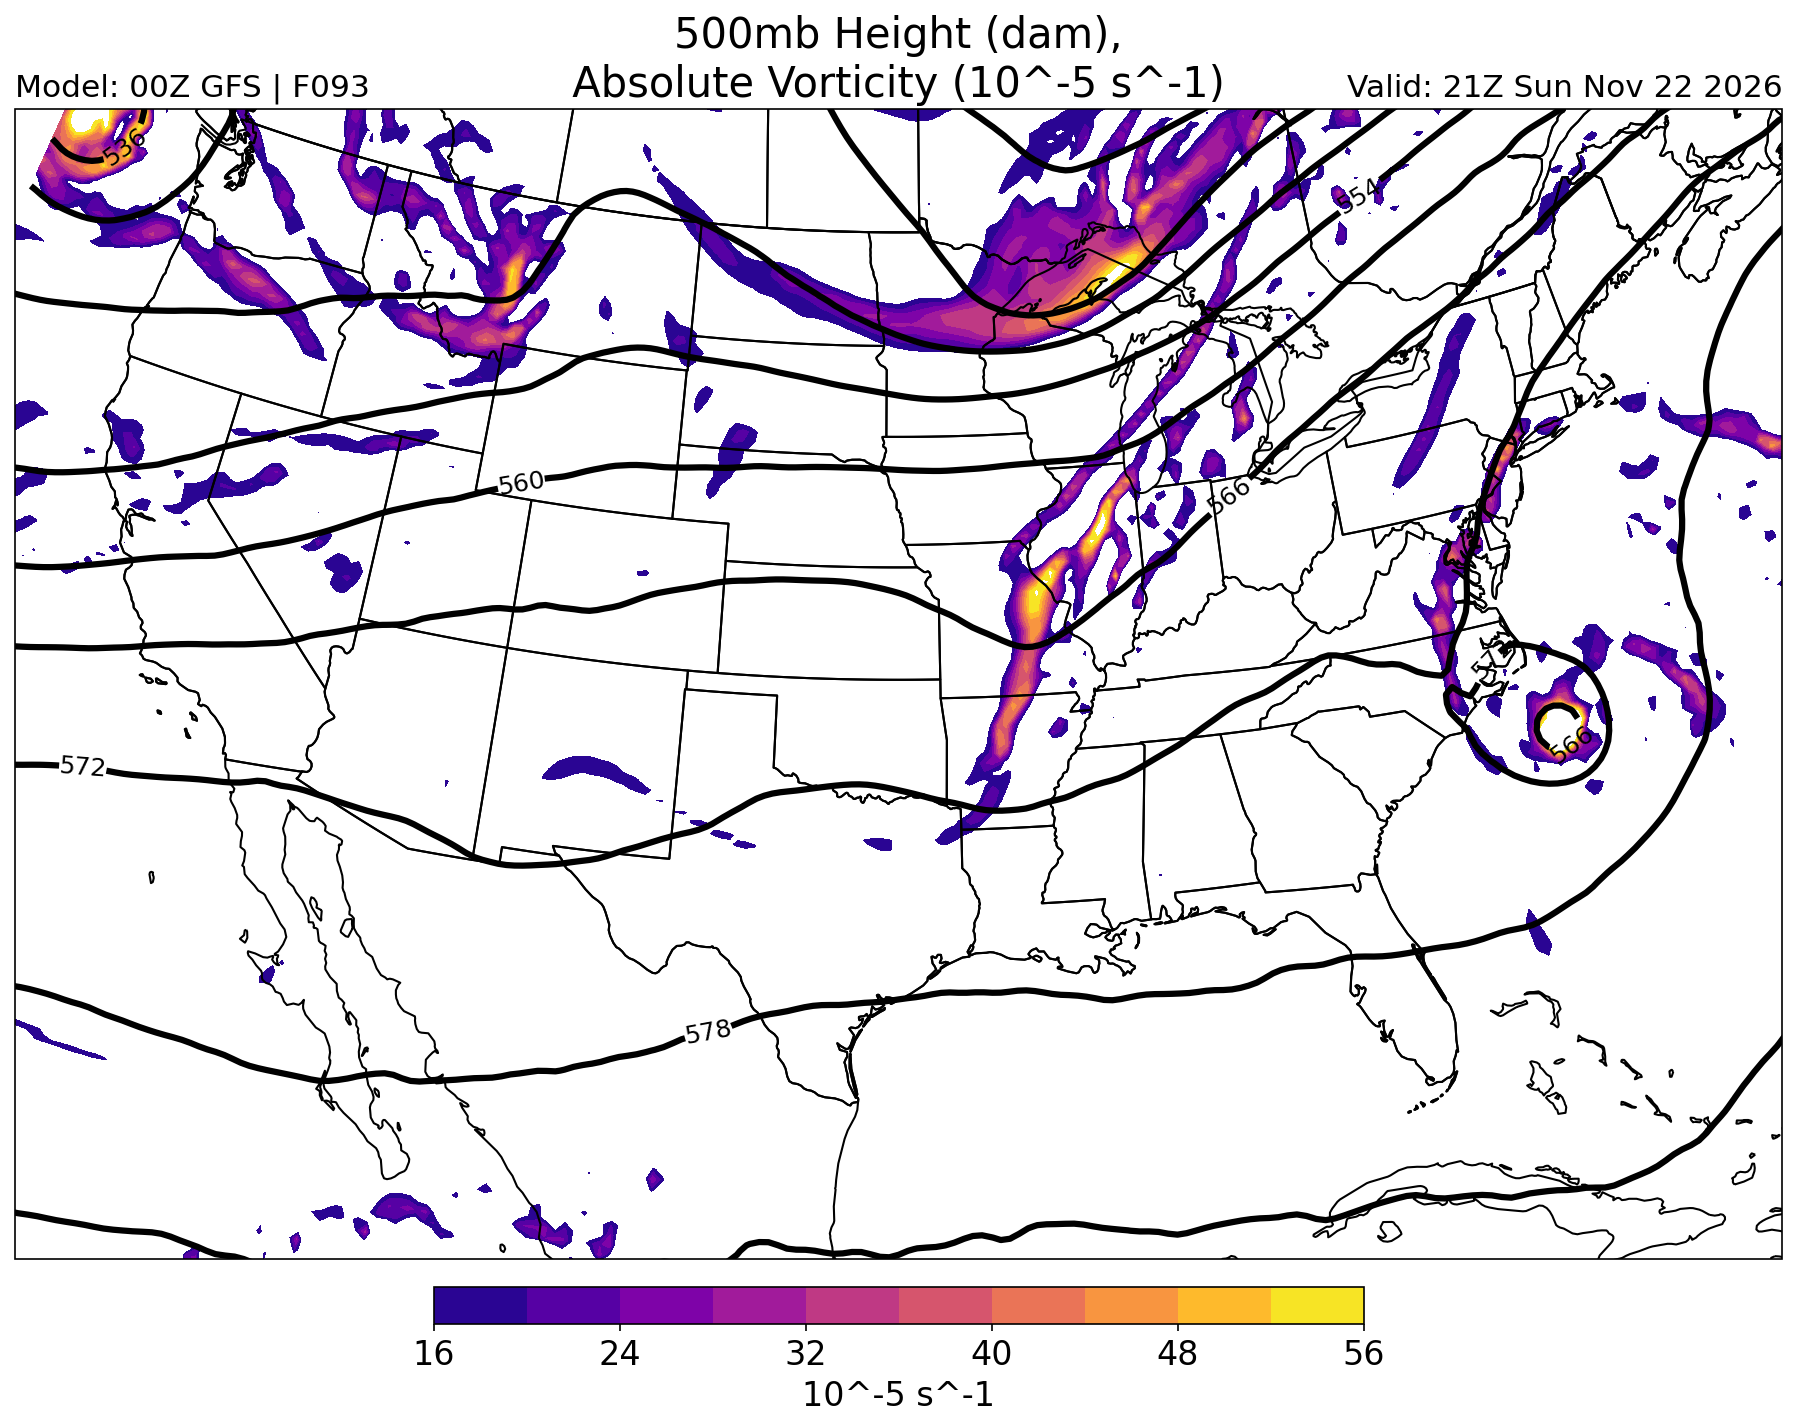 500mb Height (dam),
Model: 00Z GFS | F093
Absolute Vorticity (10^-5 s^-1)
Valid: 21Z Sun Nov 22 2026
536
554
560
566
566
572
578
16 24 32 40 48 56
10^-5 s^-1